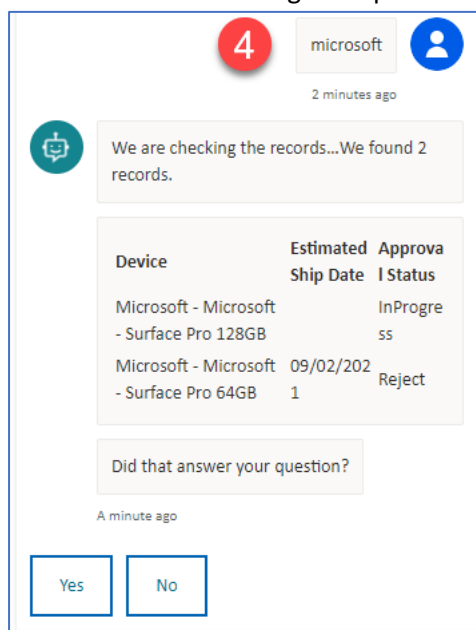 4
microsoft
2 minutes ago
We are checking the records...We found 2
records.
Device
Estimated
Ship Date
Approva
l Status
Microsoft - Microsoft
- Surface Pro 128GB
InProgre
ss
Microsoft - Microsoft
- Surface Pro 64GB
09/02/202
1
Reject
Did that answer your question?
A minute ago
Yes
No